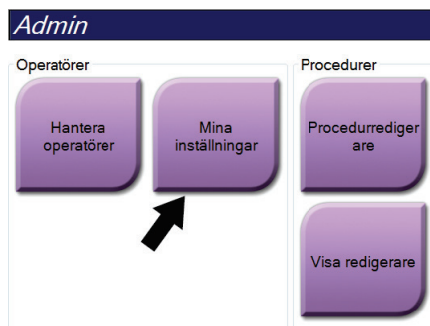 Admin
Operatörer
Hantera
operatörer
Mina
inställningar
Procedurer
Procedurrediger
are
Visa redigerare